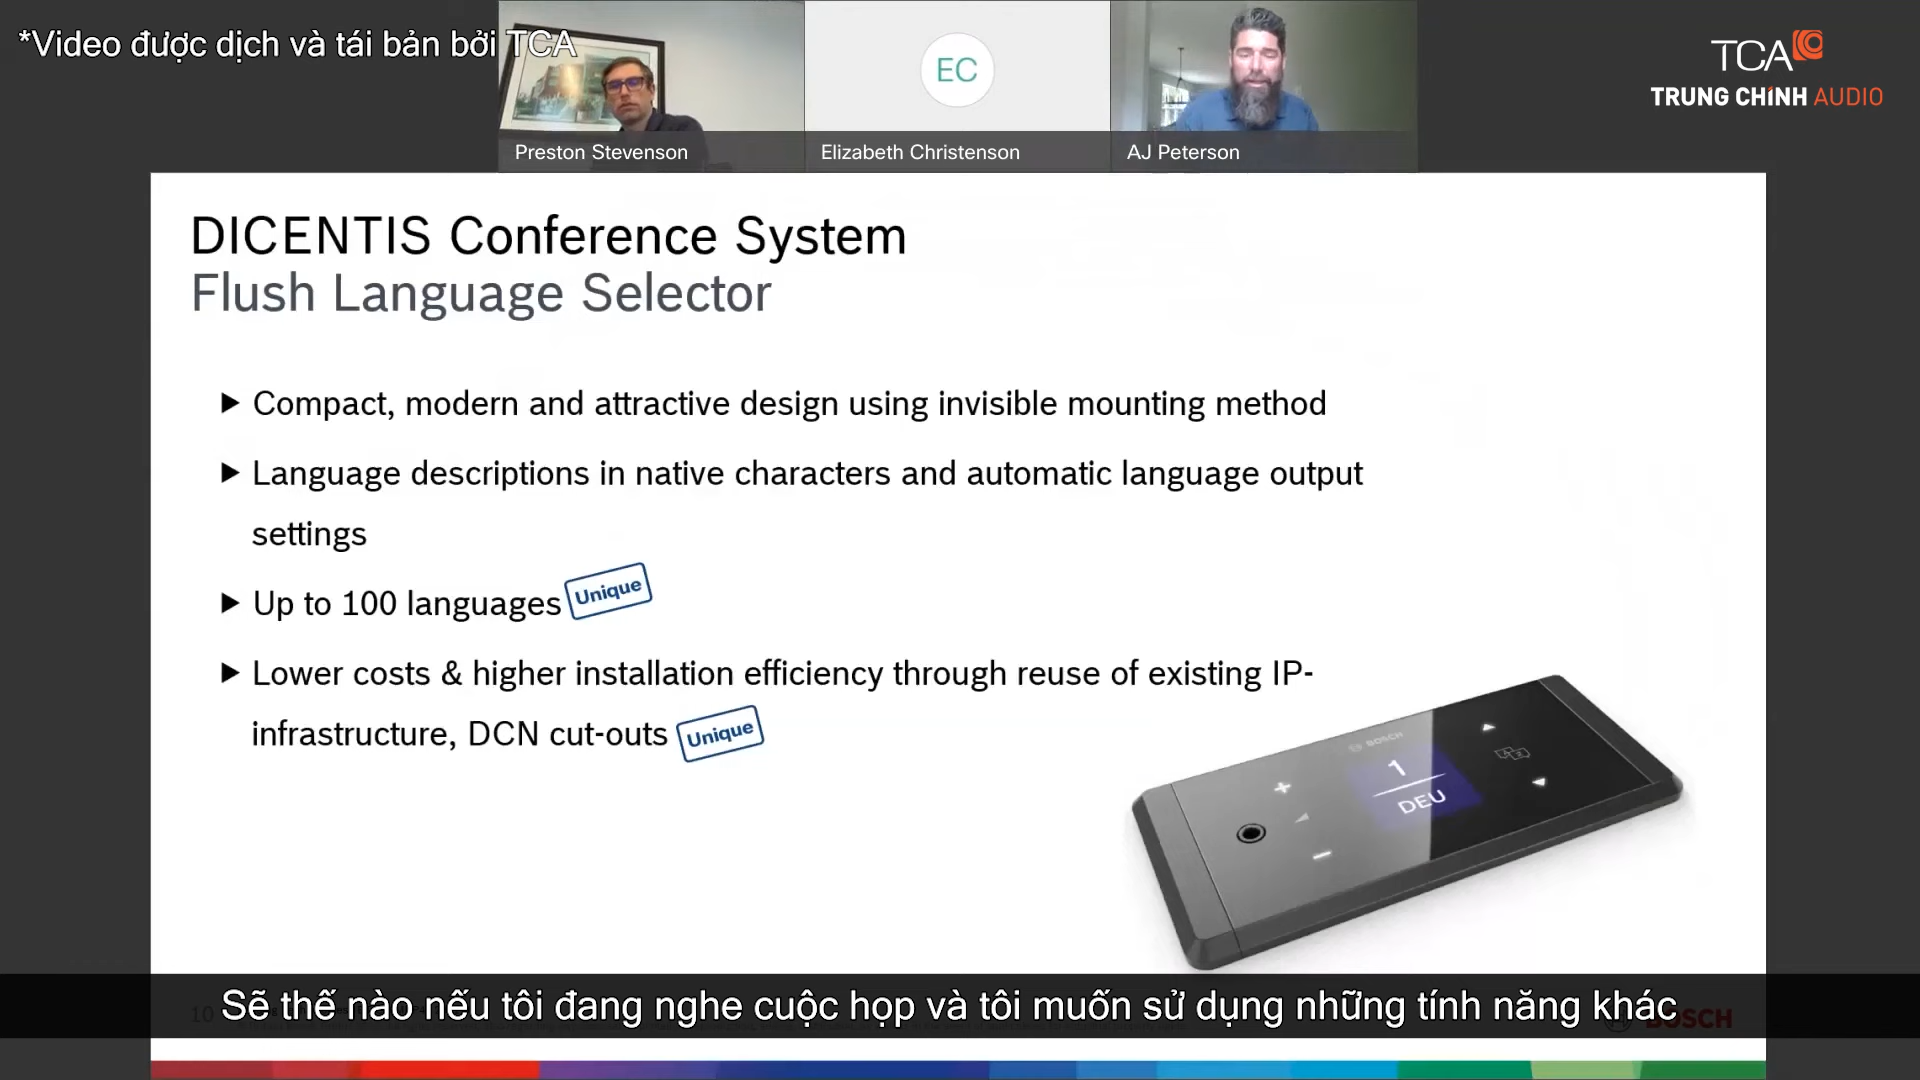 *Video được dịch và tái bản bởi TCA
TCA
TRUNG CHÍNH AUDIO
EC
Preston Stevenson
Elizabeth Christenson
AJ Peterson
DICENTIS Conference System
Flush Language Selector
▶ Compact, modern and attractive design using invisible mounting method
▶ Language descriptions in native characters and automatic language output
settings
▶ Up to 100 languages Unique
▶ Lower costs & higher installation efficiency through reuse of existing IP-
infrastructure, DCN cut-outs Unique
BOSCH
1
DEU
10
Sẽ thế nào nếu tôi đang nghe cuộc họp và tôi muốn sử dụng những tính năng khác
BOSCH